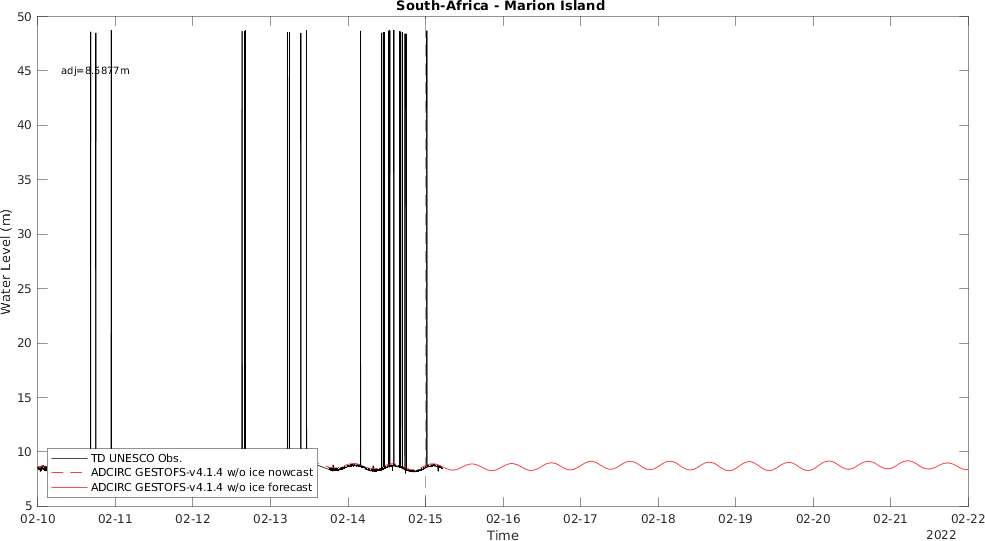 South-Africa - Marion Island
50
45
40
35
30
25
20
15
10
5
Water Level (m)
adj=8.5877m
TD UNESCO Obs.
ADCIRC GESTOFS-v4.1.4 w/o ice nowcast
ADCIRC GESTOFS-v4.1.4 w/o ice forecast
02-10 02-11 02-12 02-13 02-14 02-15 02-16 02-17 02-18 02-19 02-20 02-21 02-22
Time
2022